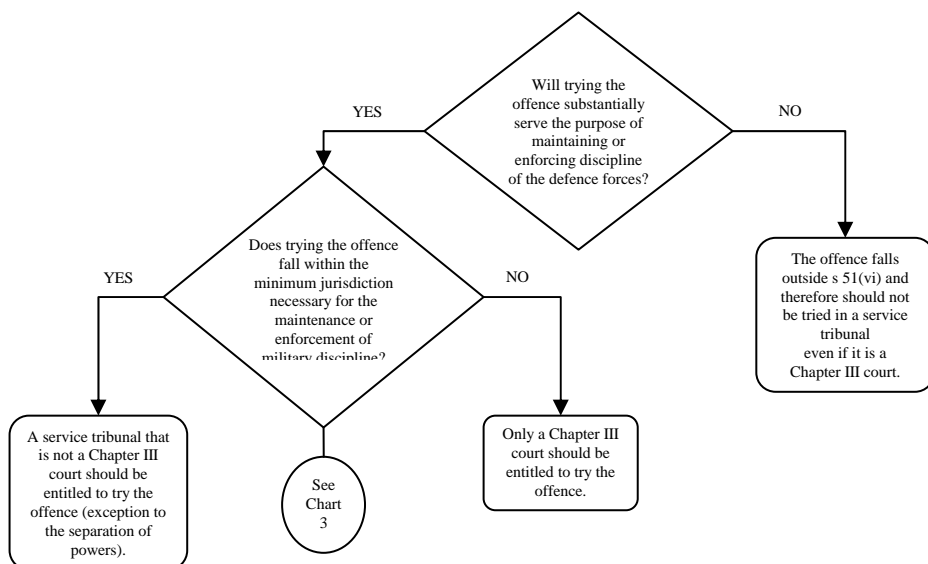 Will trying the
offence substantially
serve the purpose of
maintaining or
enforcing discipline
of the defence forces?
YES
NO
Does trying the offence
fall within the
minimum jurisdiction
necessary for the
maintenance or
enforcement of
military discipline?
YES
NO
The offence falls
outside s 51(vi) and
therefore should not
be tried in a service
tribunal
even if it is a
Chapter III court.
A service tribunal that
is not a Chapter III
court should be
entitled to try the
offence (exception to
the separation of
powers).
See
Chart
3
Only a Chapter III
court should be
entitled to try the
offence.